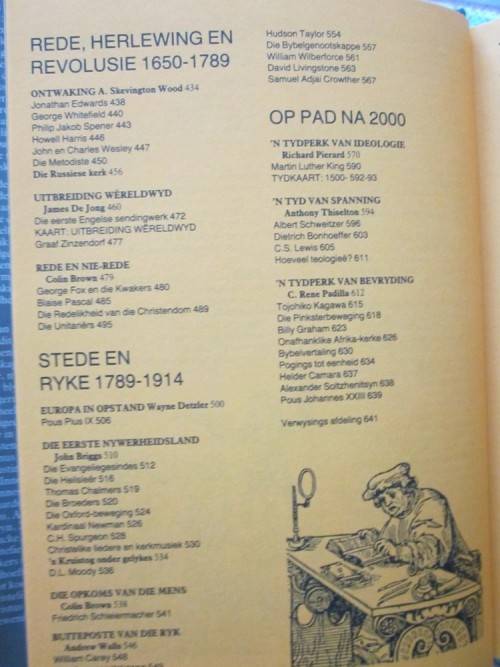 REDE, HERLEWING EN
REVOLUSIE 1650-1789
ONTWAKING A. Skevington Wood 434
Jonathan Edwards 438
George Whitefield 440
Philip Jakob Spener 443
Howell Harris 446
John en Charles Wesley 447
Die Metodiste 450
Die Russiese kerk 456
UITBREIDING WÊRELDWYD
James De Jong 460
Die eerste Engelse sendingwerk 472
KAART: UITBREIDING WÊRELDWYD
Graaf Zinzendorf 477
REDE EN NIE-REDE
Colin Brown 479
George Fox en die Kwakers 480
Blaise Pascal 485
Die Redelikheid van die Christendom 489
Die Unitariërs 495
STEDE EN
RYKE 1789-1914
EUROPA IN OPSTAND Wayne Detzler 500
Pous Pius IX 506
DIE EERSTE NYWERHEIDSLAND
John Briggs 510
Die Evangeliegesindes 512
Die Heilsleër 516
Thomas Chalmers 519
Die Broeders 520
Die Oxford-beweging 524
Kardinaal Newman 526
C.H. Spurgeon 528
Christelike liedere en kerkmusiek 530
'n Kruistog onder gelykes 534
D.L. Moody 536
DIE OPKOMS VAN DIE MENS
Colin Brown 538
Friedrich Schleiermacher 541
BUITEPOSTE VAN DIE RYK
Andrew Walls 546
William Carey 548
Hudson Taylor 554
Die Bybelgenootskappe 557
William Wilberforce 561
David Livingstone 563
Samuel Adjai Crowther 567
OP PAD NA 2000
'N TYDPERK VAN IDEOLOGIE
Richard Pierard 570
Martin Luther King 590
TYDKAART: 1500- 592-93
'N TYD VAN SPANNING
Anthony Thiselton 594
Albert Schweitzer 596
Dietrich Bonhoeffer 603
C.S. Lewis 605
Hoeveel teologieë? 611
'N TYDPERK VAN BEVRYDING
C. Rene Padilla 612
Tojohiko Kagawa 615
Die Pinksterbeweging 618
Billy Graham 623
Onafhanklike Afrika-kerke 626
Bybelvertaling 630
Pogings tot eenheid 634
Helder Camara 637
Alexander Soltzhenitsyn 638
Pous Johannes XXIII 639
Verwysings afdeling 641